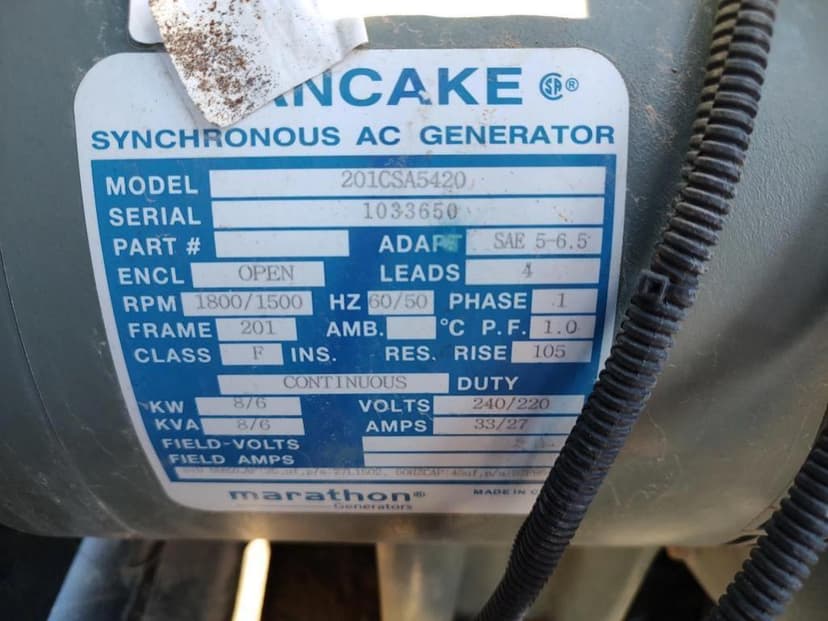 ANCAKE ®
SYNCHRONOUS AC GENERATOR
MODEL 201CSA5420
SERIAL 1033650
PART # ADAPT SAE 5-6.5
ENCL OPEN LEADS 4
RPM 1800/1500 HZ 60/50 PHASE 1
FRAME 201 AMB. °C P.F. 1.0
CLASS F INS. RES. RISE 105
CONTINUOUS DUTY
KW 8/6 VOLTS 240/220
KVA 8/6 AMPS 33/27
FIELD-VOLTS
FIELD AMPS
marathon® MADE IN
Generators